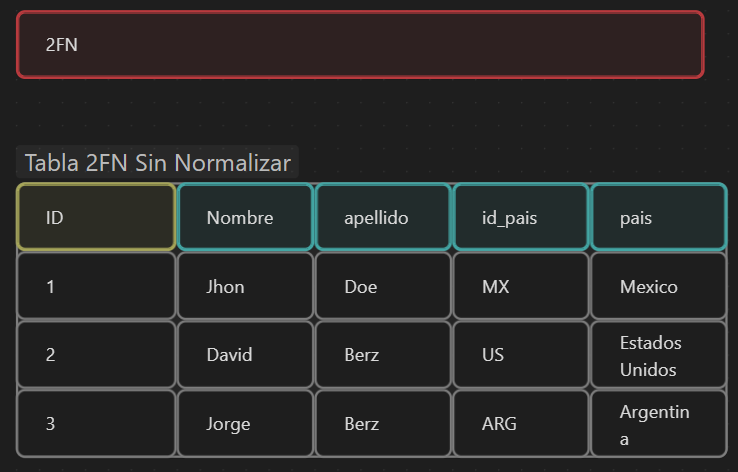 2FN
Tabla 2FN Sin Normalizar
ID Nombre apellido id_pais pais
1 Jhon Doe MX Mexico
2 David Berz US Estados
Unidos
3 Jorge Berz ARG Argentin
a